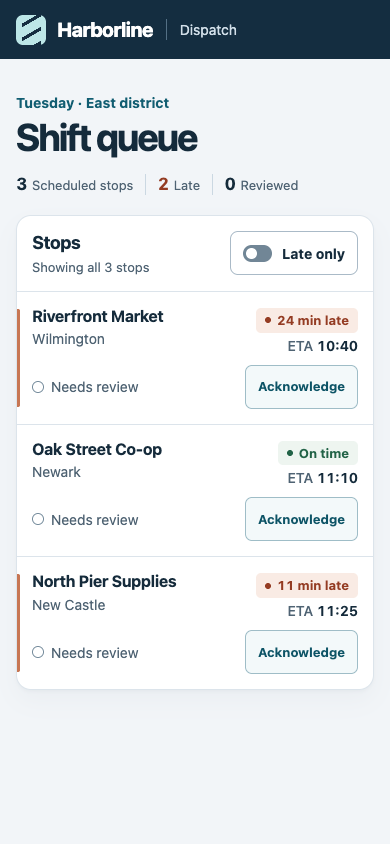 Harborline
Dispatch
Tuesday · East district
Shift queue
3 Scheduled stops
2 Late
0 Reviewed
Stops
Showing all 3 stops
Late only
Riverfront Market
Wilmington
24 min late
ETA 10:40
Needs review
Acknowledge
Oak Street Co-op
Newark
On time
ETA 11:10
Needs review
Acknowledge
North Pier Supplies
New Castle
11 min late
ETA 11:25
Needs review
Acknowledge